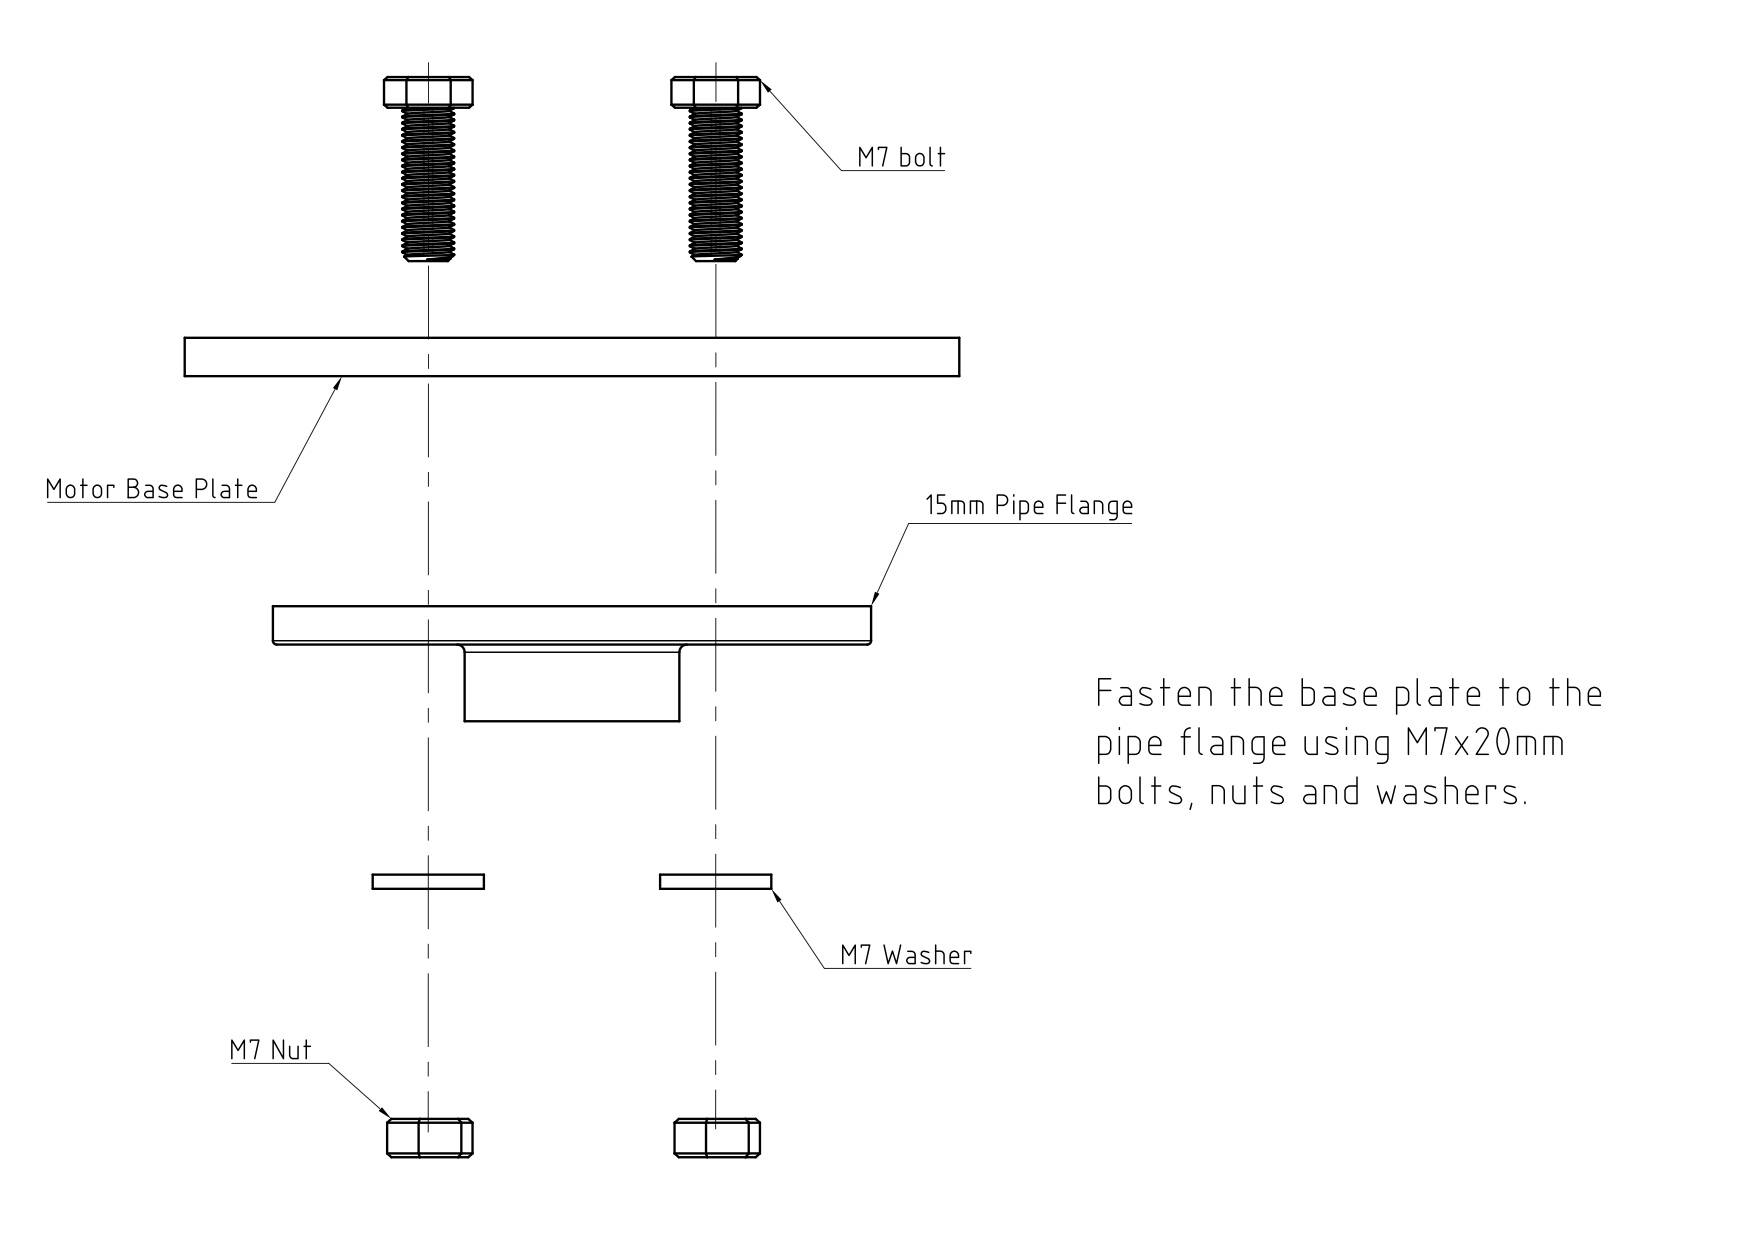 M7 bolt
Motor Base Plate
15mm Pipe Flange
Fasten the base plate to the
pipe flange using M7x20mm
bolts, nuts and washers.
M7 Washer
M7 Nut